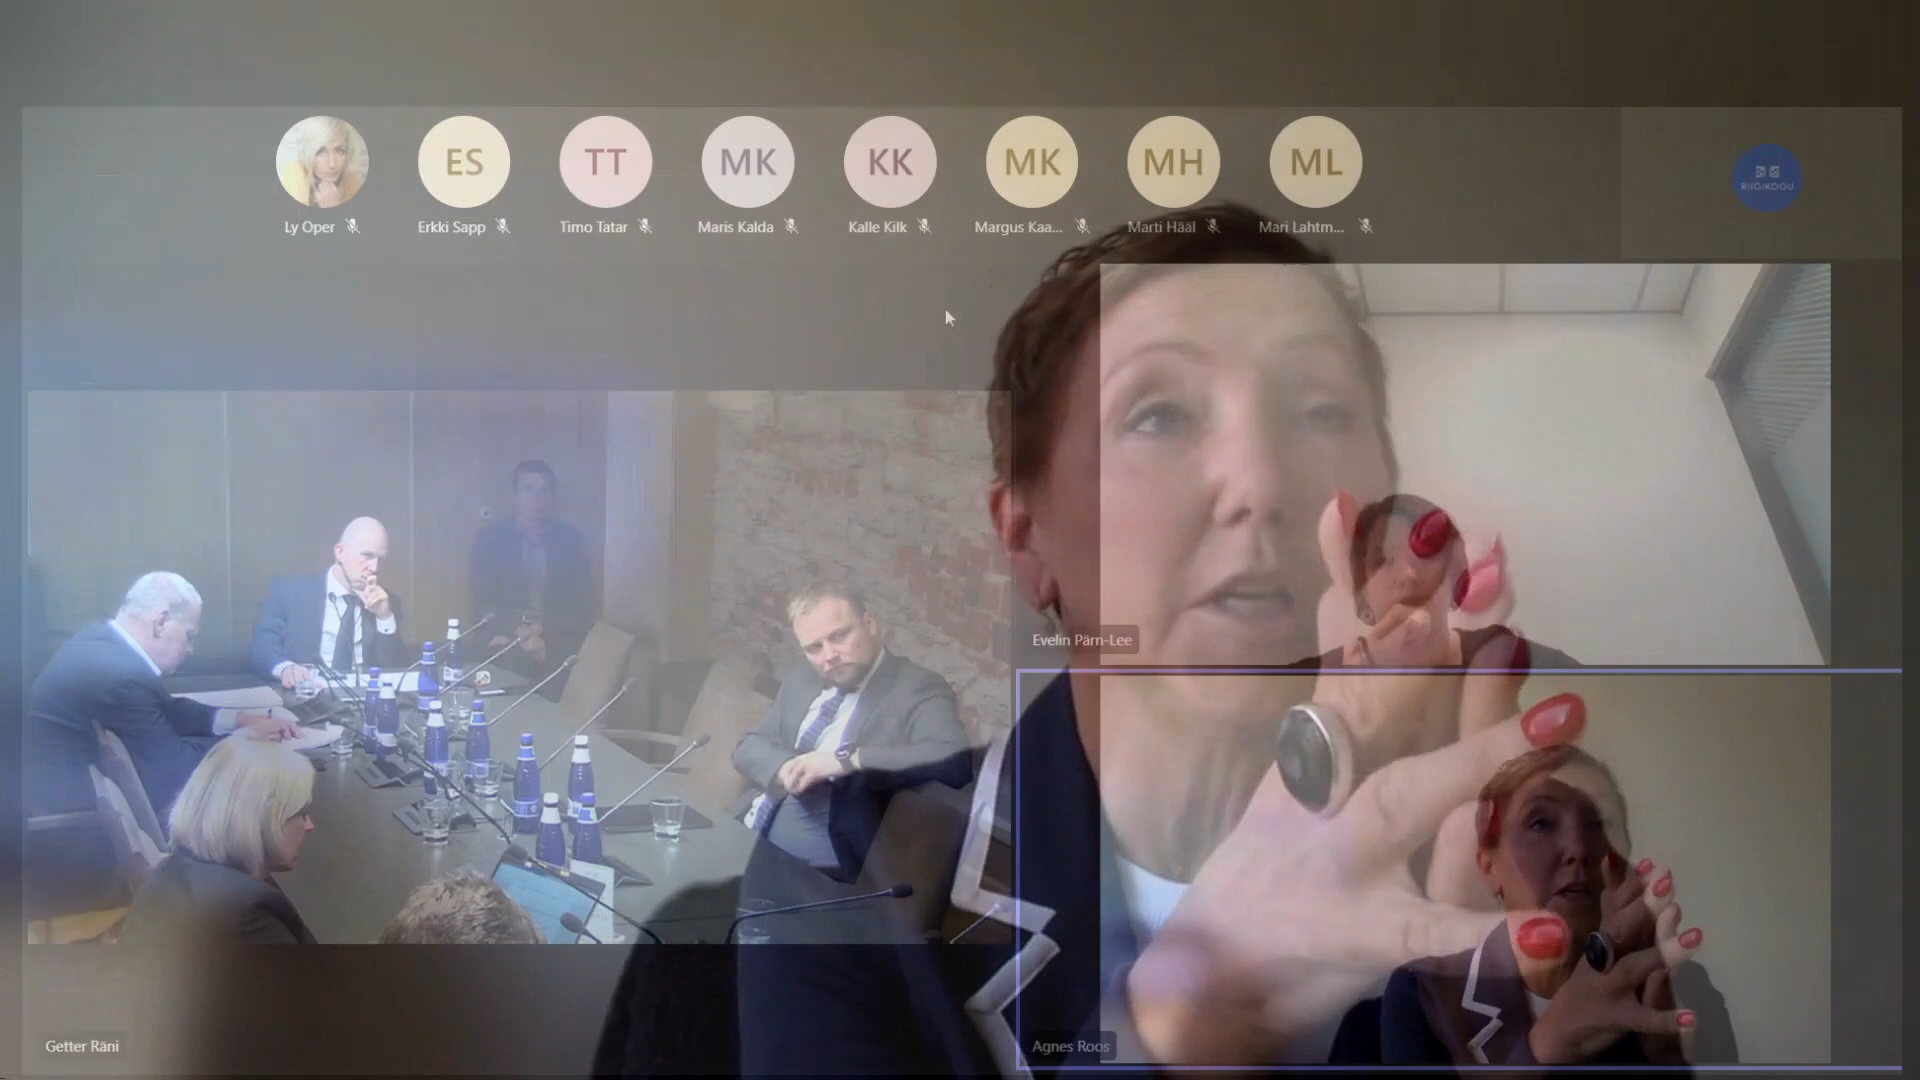 ES
TT
MK
KK
MK
MH
ML
RIIGIKOGU
Ly Oper
Erkki Sapp
Timo Tatar
Maris Kalda
Kalle Kilk
Margus Kaa...
Marti Hääl
Mari Lahtm...
Evelin Pärn-Lee
Getter Räni
Agnes Roos